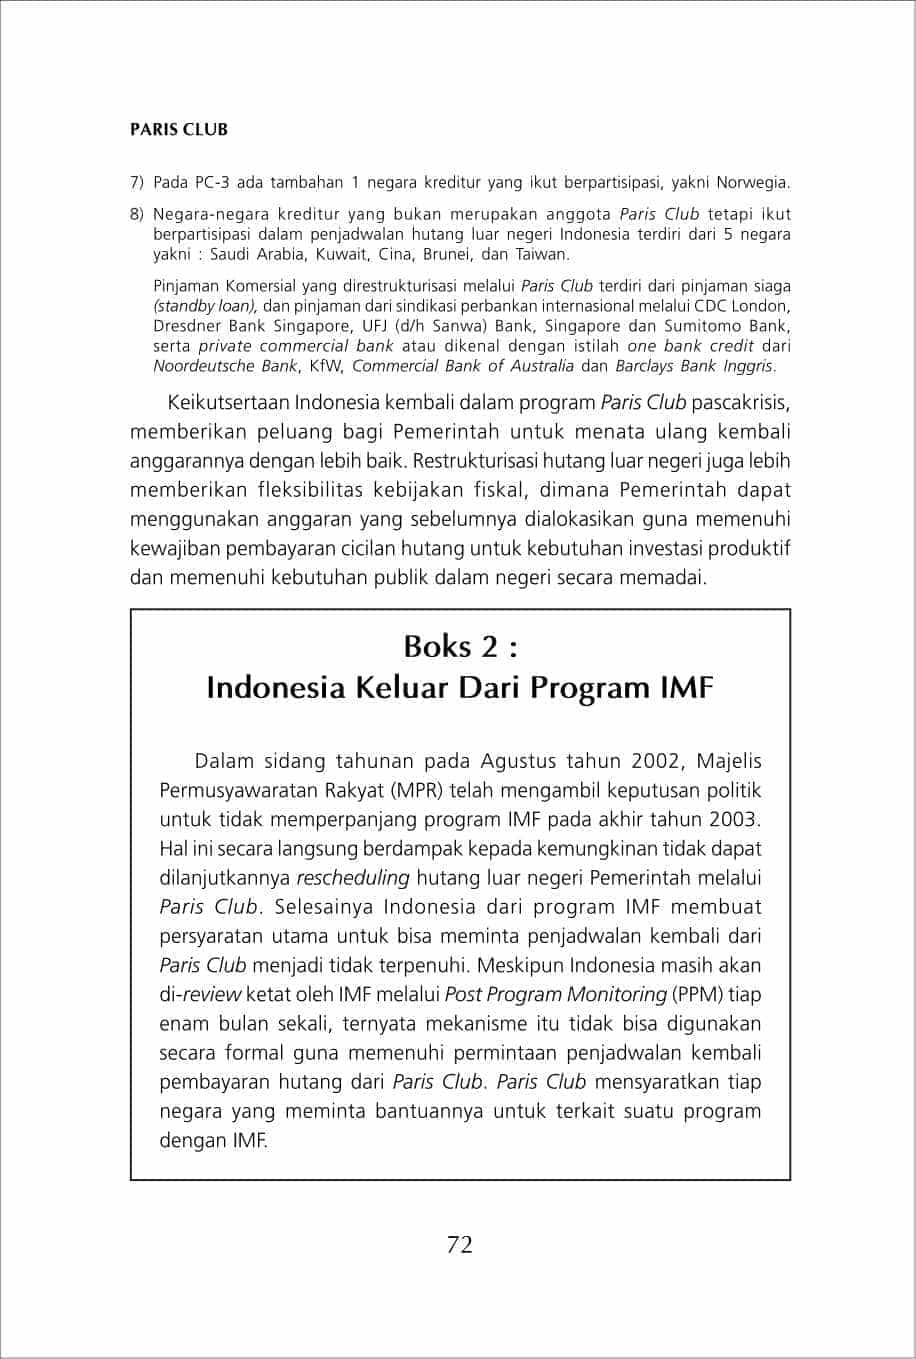 PARIS CLUB
7) Pada PC-3 ada tambahan 1 negara kreditur yang ikut berpartisipasi, yakni Norwegia.
8) Negara-negara kreditur yang bukan merupakan anggota Paris Club tetapi ikut
berpartisipasi dalam penjadwalan hutang luar negeri Indonesia terdiri dari 5 negara
yakni : Saudi Arabia, Kuwait, Cina, Brunei, dan Taiwan.
Pinjaman Komersial yang direstrukturisasi melalui Paris Club terdiri dari pinjaman siaga
(standby loan), dan pinjaman dari sindikasi perbankan internasional melalui CDC London,
Dresdner Bank Singapore, UFJ (d/h Sanwa) Bank, Singapore dan Sumitomo Bank,
serta private commercial bank atau dikenal dengan istilah one bank credit dari
Noordeutsche Bank, KfW, Commercial Bank of Australia dan Barclays Bank Inggris.
Keikutsertaan Indonesia kembali dalam program Paris Club pascakrisis,
memberikan peluang bagi Pemerintah untuk menata ulang kembali
anggarannya dengan lebih baik. Restrukturisasi hutang luar negeri juga lebih
memberikan fleksibilitas kebijakan fiskal, dimana Pemerintah dapat
menggunakan anggaran yang sebelumnya dialokasikan guna memenuhi
kewajiban pembayaran cicilan hutang untuk kebutuhan investasi produktif
dan memenuhi kebutuhan publik dalam negeri secara memadai.
Boks 2 :
Indonesia Keluar Dari Program IMF
Dalam sidang tahunan pada Agustus tahun 2002, Majelis
Permusyawaratan Rakyat (MPR) telah mengambil keputusan politik
untuk tidak memperpanjang program IMF pada akhir tahun 2003.
Hal ini secara langsung berdampak kepada kemungkinan tidak dapat
dilanjutkannya rescheduling hutang luar negeri Pemerintah melalui
Paris Club. Selesainya Indonesia dari program IMF membuat
persyaratan utama untuk bisa meminta penjadwalan kembali dari
Paris Club menjadi tidak terpenuhi. Meskipun Indonesia masih akan
di-review ketat oleh IMF melalui Post Program Monitoring (PPM) tiap
enam bulan sekali, ternyata mekanisme itu tidak bisa digunakan
secara formal guna memenuhi permintaan penjadwalan kembali
pembayaran hutang dari Paris Club. Paris Club mensyaratkan tiap
negara yang meminta bantuannya untuk terkait suatu program
dengan IMF.
72